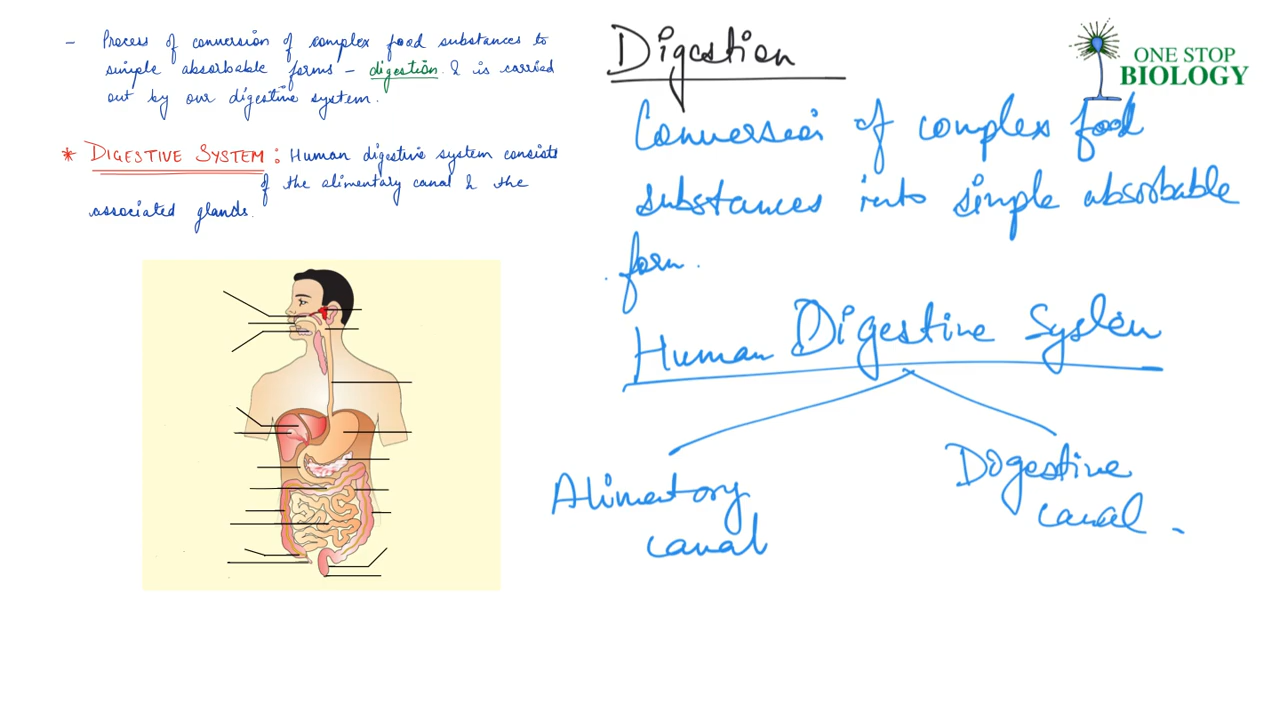 - Process of conversion of complex food substances to
simple absorbable forms - digestion. & is carried
out by our digestive system.
* DIGESTIVE SYSTEM : Human digestive system consists
of the alimentary canal & the
associated glands.
Digestion
ONE STOP
BIOLOGY
Conversion of complex food
substances into simple absorbable
form.
Human Digestive System
Alimatory
canal
Digestive
canal